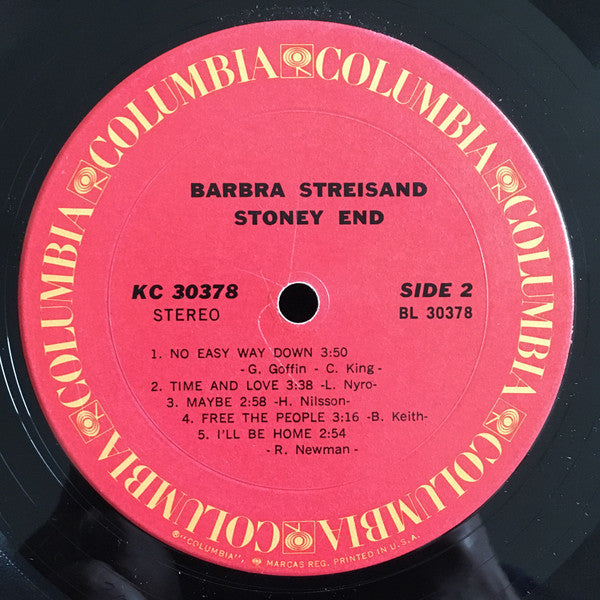 COLUMBIA COLUMBIA COLUMBIA COLUMBIA COLUMBIA COLUMBIA
BARBRA STREISAND
STONEY END
KC 30378 SIDE 2
STEREO BL 30378
1. NO EASY WAY DOWN 3:50
-G. Goffin - C. King-
2. TIME AND LOVE 3:38 -L. Nyro-
3. MAYBE 2:58 -H. Nilsson-
4. FREE THE PEOPLE 3:16 -B. Keith-
5. I'LL BE HOME 2:54
-R. Newman-
®"COLUMBIA", MARCAS REG. PRINTED IN U.S.A.